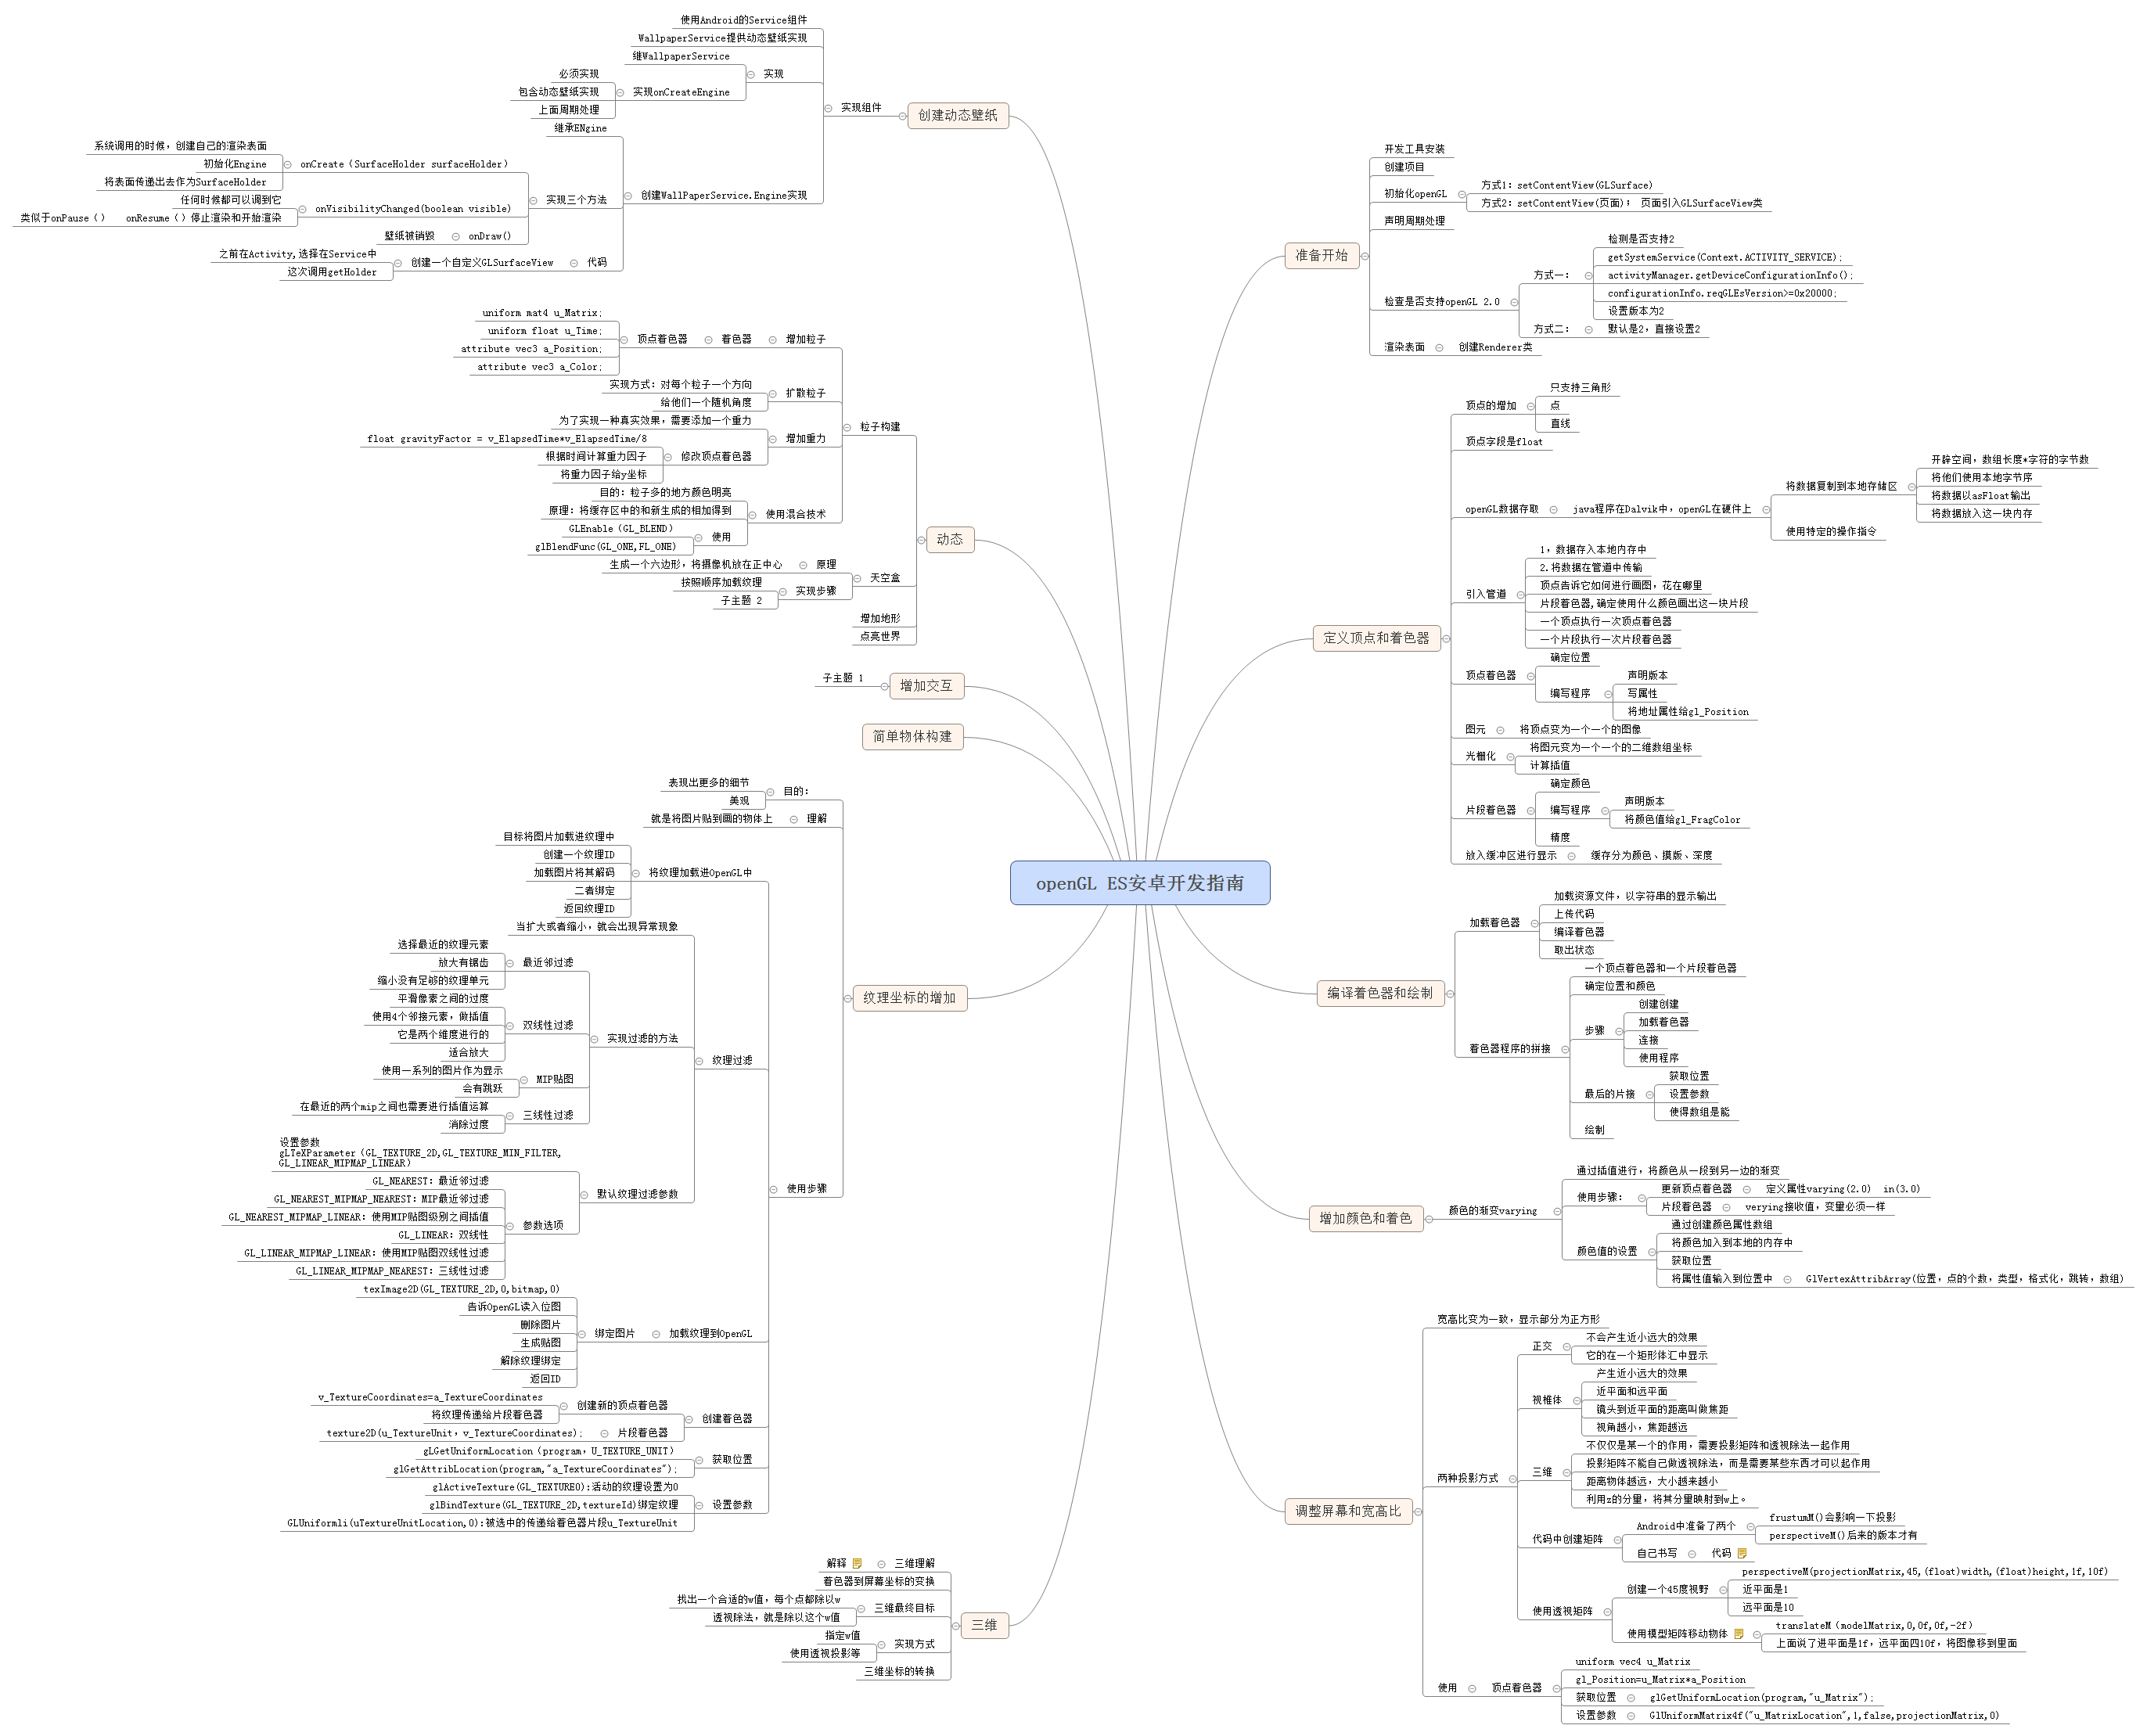 openGL ES安卓开发指南
准备开始
开发工具安装
创建项目
初始化openGL
方式1：setContentView(GLSurface)
方式2：setContentView(页面)； 页面引入GLSurfaceView类
声明周期处理
检查是否支持openGL 2.0
方式一：
检测是否支持2
getSystemService(Context.ACTIVITY_SERVICE);
activityManager.getDeviceConfigurationInfo();
configurationInfo.reqGLEsVersion>=0x20000;
设置版本为2
方式二：
默认是2，直接设置2
渲染表面
创建Renderer类
定义顶点和着色器
顶点的增加
只支持三角形
点
直线
顶点字段是float
openGL数据存取
java程序在Dalvik中，openGL在硬件上
将数据复制到本地存储区
开辟空间，数组长度*字符的字节数
将他们使用本地字节序
将数据以asFloat输出
将数据放入这一块内存
使用特定的操作指令
引入管道
1，数据存入本地内存中
2.将数据在管道中传输
顶点告诉它如何进行画图，花在哪里
片段着色器,确定使用什么颜色画出这一块片段
一个顶点执行一次顶点着色器
一个片段执行一次片段着色器
顶点着色器
确定位置
编写程序
声明版本
写属性
将地址属性给gl_Position
图元
将顶点变为一个一个的图像
光栅化
将图元变为一个一个的二维数组坐标
计算插值
片段着色器
确定颜色
编写程序
声明版本
将颜色值给gl_FragColor
精度
放入缓冲区进行显示
缓存分为颜色、摸版、深度
编译着色器和绘制
加载着色器
加载资源文件，以字符串的显示输出
上传代码
编译着色器
取出状态
着色器程序的拼接
一个顶点着色器和一个片段着色器
确定位置和颜色
步骤
创建创建
加载着色器
连接
使用程序
最后的片接
获取位置
设置参数
使得数组是能
绘制
增加颜色和着色
颜色的渐变varying
通过插值进行，将颜色从一段到另一边的渐变
使用步骤：
更新顶点着色器
定义属性varying(2.0) in(3.0)
片段着色器
verying接收值，变量必须一样
颜色值的设置
通过创建颜色属性数组
将颜色加入到本地的内存中
获取位置
将属性值输入到位置中
GlVertexAttribArray(位置，点的个数，类型，格式化，跳转，数组)
调整屏幕和宽高比
宽高比变为一致，显示部分为正方形
两种投影方式
正交
不会产生近小远大的效果
它的在一个矩形体汇中显示
视椎体
产生近小远大的效果
近平面和远平面
镜头到近平面的距离叫做焦距
视角越小，焦距越远
三维
不仅仅是某一个的作用，需要投影矩阵和透视除法一起作用
投影矩阵不能自己做透视除法，而是需要某些东西才可以起作用
距离物体越远，大小越来越小
利用z的分量，将其分量映射到w上。
代码中创建矩阵
Android中准备了两个
frustumM()会影响一下投影
perspectiveM()后来的版本才有
自己书写
代码
使用透视矩阵
创建一个45度视野
perspectiveM(projectionMatrix,45,(float)width,(float)height,1f,10f)
近平面是1
远平面是10
使用模型矩阵移动物体
translateM（modelMatrix,0,0f,0f,-2f）
上面说了进平面是1f，远平面四10f，将图像移到里面
使用
顶点着色器
uniform vec4 u_Matrix
gl_Position=u_Matrix*a_Position
获取位置
glGetUniformLocation(program,"u_Matrix");
设置参数
GlUniformMatrix4f("u_MatrixLocation",1,false,projectionMatrix,0)
创建动态壁纸
实现组件
使用Android的Service组件
WallpaperService提供动态壁纸实现
实现
继WallpaperService
实现onCreateEngine
必须实现
包含动态壁纸实现
上面周期处理
创建WallPaperService.Engine实现
继承ENgine
实现三个方法
onCreate（SurfaceHolder surfaceHolder）
系统调用的时候，创建自己的渲染表面
初始化Engine
将表面传递出去作为SurfaceHolder
onVisibilityChanged(boolean visible)
任何时候都可以调到它
类似于onPause（） onResume（）停止渲染和开始渲染
onDraw()
壁纸被销毁
代码
创建一个自定义GLSurfaceView
之前在Activity,选择在Service中
这次调用getHolder
动态
粒子构建
增加粒子
着色器
顶点着色器
uniform mat4 u_Matrix;
uniform float u_Time;
attribute vec3 a_Position;
attribute vec3 a_Color;
扩散粒子
实现方式：对每个粒子一个方向
给他们一个随机角度
增加重力
为了实现一种真实效果，需要添加一个重力
修改顶点着色器
float gravityFactor = v_ElapsedTime*v_ElapsedTime/8
根据时间计算重力因子
将重力因子给y坐标
使用混合技术
目的：粒子多的地方颜色明亮
原理：将缓存区中的和新生成的相加得到
使用
GLEnable（GL_BLEND）
glBlendFunc(GL_ONE,FL_ONE)
天空盒
原理
生成一个六边形，将摄像机放在正中心
实现步骤
按照顺序加载纹理
子主题 2
增加地形
点亮世界
增加交互
子主题 1
简单物体构建
纹理坐标的增加
目的：
表现出更多的细节
美观
理解
就是将图片贴到画的物体上
使用步骤
将纹理加载进OpenGL中
目标将图片加载进纹理中
创建一个纹理ID
加载图片将其解码
二者绑定
返回纹理ID
纹理过滤
当扩大或者缩小，就会出现异常现象
实现过滤的方法
最近邻过滤
选择最近的纹理元素
放大有锯齿
缩小没有足够的纹理单元
双线性过滤
平滑像素之间的过度
使用4个邻接元素，做插值
它是两个维度进行的
适合放大
MIP贴图
使用一系列的图片作为显示
会有跳跃
三线性过滤
在最近的两个mip之间也需要进行插值运算
消除过度
默认纹理过滤参数
设置参数
gLTeXParameter（GL_TEXTURE_2D,GL_TEXTURE_MIN_FILTER,
GL_LINEAR_MIPMAP_LINEAR）
参数选项
GL_NEAREST：最近邻过滤
GL_NEAREST_MIPMAP_NEAREST：MIP最近邻过滤
GL_NEAREST_MIPMAP_LINEAR：使用MIP贴图级别之间插值
GL_LINEAR：双线性
GL_LINEAR_MIPMAP_LINEAR：使用MIP贴图双线性过滤
GL_LINEAR_MIPMAP_NEAREST：三线性过滤
加载纹理到OpenGL
绑定图片
texImage2D(GL_TEXTURE_2D,0,bitmap,0)
告诉OpenGL读入位图
删除图片
生成贴图
解除纹理绑定
返回ID
创建着色器
创建新的顶点着色器
v_TextureCoordinates=a_TextureCoordinates
将纹理传递给片段着色器
片段着色器
texture2D(u_TextureUnit，v_TextureCoordinates);
获取位置
gLGetUniformLocation（program，U_TEXTURE_UNIT）
glGetAttribLocation(program,"a_TextureCoordinates");
设置参数
glActiveTexture(GL_TEXTURE0):活动的纹理设置为0
glBindTexture(GL_TEXTURE_2D,textureId)绑定纹理
GLUniformli(uTextureUnitLocation,0):被选中的传递给着色器片段u_TextureUnit
三维
三维理解
解释
着色器到屏幕坐标的变换
三维最终目标
找出一个合适的w值，每个点都除以w
透视除法，就是除以这个w值
实现方式
指定w值
使用透视投影等
三维坐标的转换